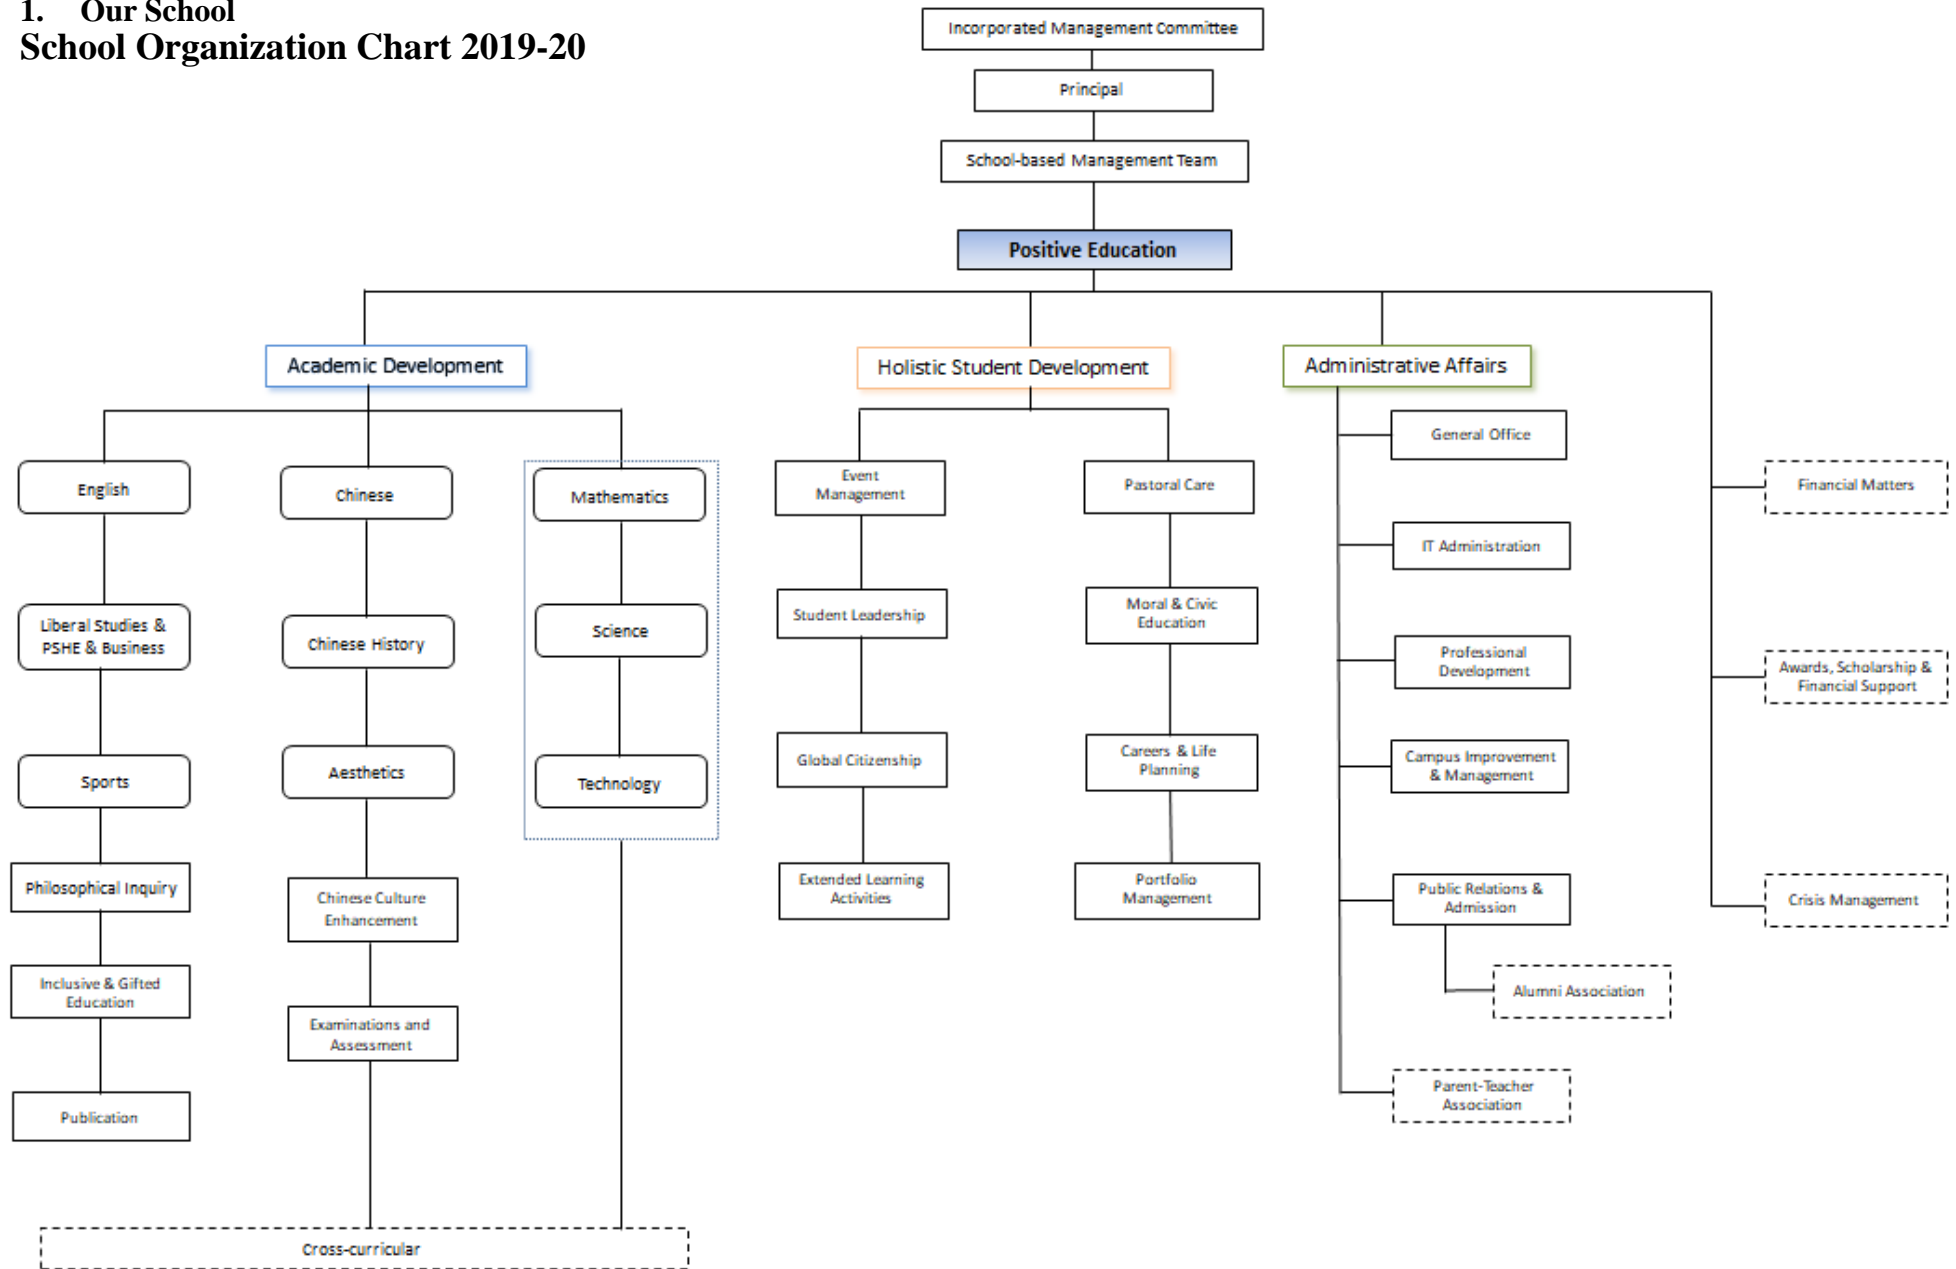 1. Our School
School Organization Chart 2019-20
Incorporated Management Committee
Principal
School-based Management Team
Positive Education
Academic Development
Holistic Student Development
Administrative Affairs
English
Liberal Studies &
PSHE & Business
Sports
Philosophical Inquiry
Inclusive & Gifted
Education
Publication
Chinese
Chinese History
Aesthetics
Chinese Culture
Enhancement
Examinations and
Assessment
Mathematics
Science
Technology
Cross-curricular
Event
Management
Student Leadership
Global Citizenship
Extended Learning
Activities
Pastoral Care
Moral & Civic
Education
Careers & Life
Planning
Portfolio
Management
General Office
IT Administration
Professional
Development
Campus Improvement
& Management
Public Relations &
Admission
Alumni Association
Parent-Teacher
Association
Financial Matters
Awards, Scholarship &
Financial Support
Crisis Management